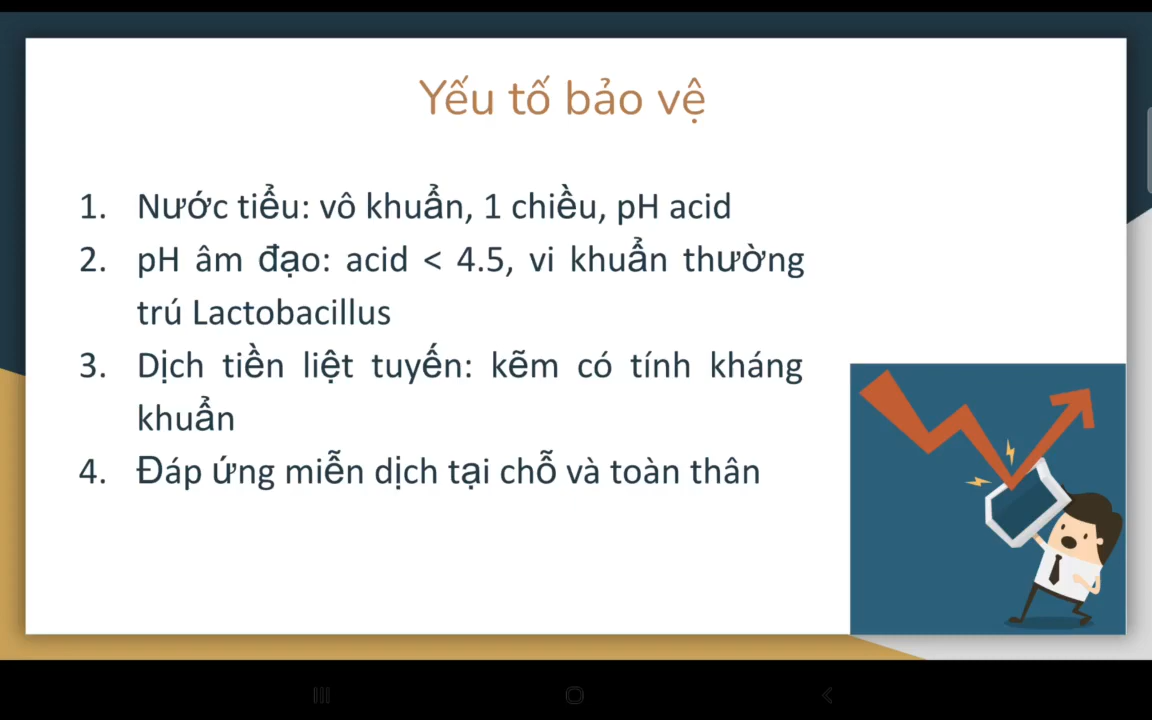 Yếu tố bảo vệ
1. Nước tiểu: vô khuẩn, 1 chiều, pH acid
2. pH âm đạo: acid < 4.5, vi khuẩn thường
trú Lactobacillus
3. Dịch tiền liệt tuyến: kẽm có tính kháng
khuẩn
4. Đáp ứng miễn dịch tại chỗ và toàn thân